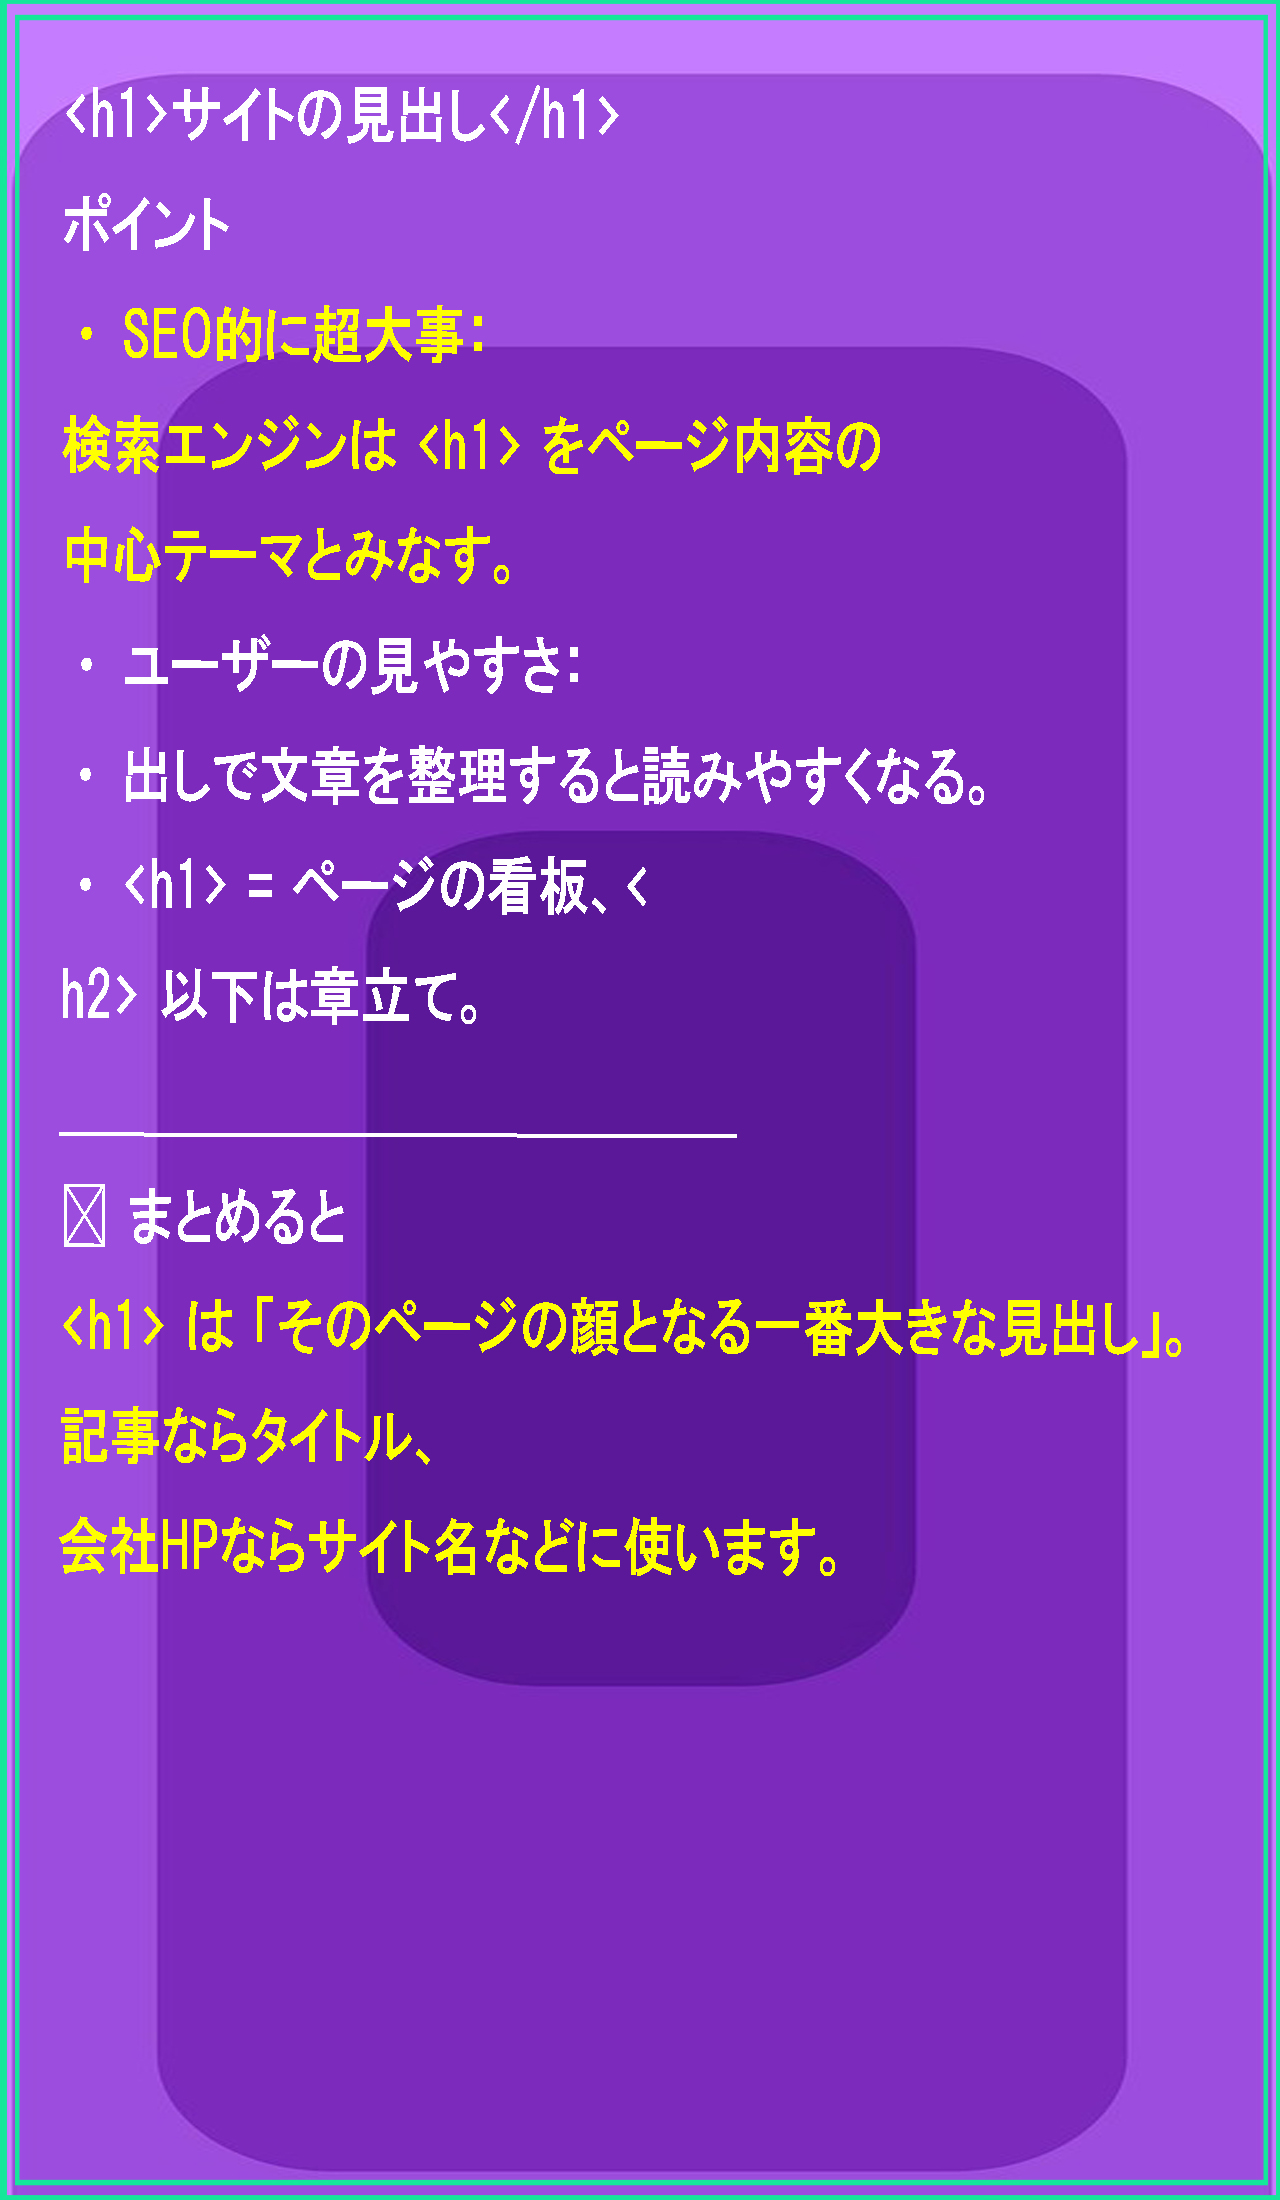 <h1>サイトの見出し</h1>
ポイント
・ SEO的に超大事：
検索エンジンは <h1> をページ内容の
中心テーマとみなす。
・ ユーザーの見やすさ：
・ 出しで文章を整理すると読みやすくなる。
・ <h1> = ページの看板、<
h2> 以下は章立て。
まとめると
<h1> は「そのページの顔となる一番大きな見出し」。
記事ならタイトル、
会社HPならサイト名などに使います。